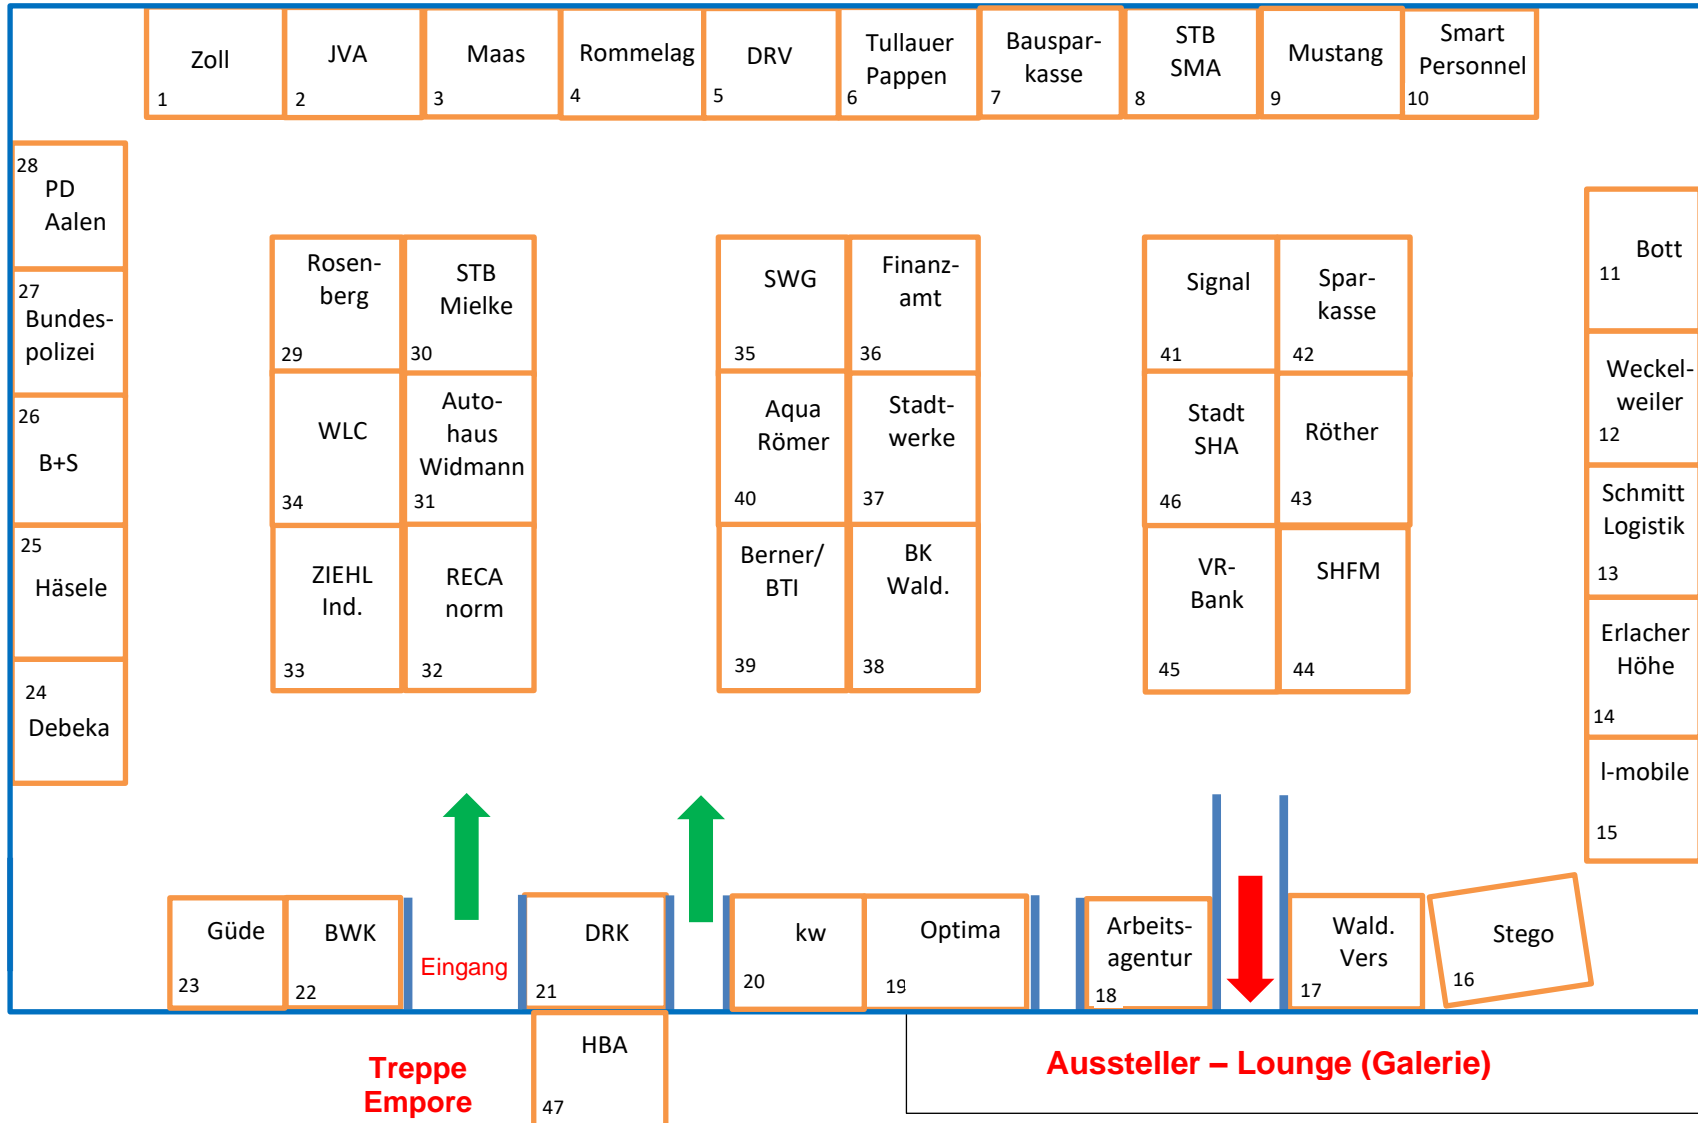 Zoll
1
JVA
2
Maas
3
Rommelag
4
DRV
5
Tullauer
Pappen
6
Bauspar-
kasse
7
STB
SMA
8
Mustang
9
Smart
Personnel
10
28
PD
Aalen
27
Bundes-
polizei
26
B+S
25
Häsele
24
Debeka
Rosen-
berg
29
STB
Mielke
30
WLC
34
Auto-
haus
Widmann
31
ZIEHL
Ind.
33
RECA
norm
32
SWG
35
Finanz-
amt
36
Aqua
Römer
40
Stadt-
werke
37
Berner/
BTI
39
BK
Wald.
38
Signal
41
Spar-
kasse
42
Stadt
SHA
46
Röther
43
VR-
Bank
45
SHFM
44
Bott
11
Weckel-
weiler
12
Schmitt
Logistik
13
Erlacher
Höhe
14
l-mobile
15
Güde
23
BWK
22
Eingang
DRK
21
kw
20
Optima
19
Arbeits-
agentur
18
Wald.
Vers
17
Stego
16
Treppe
Empore
HBA
47
Aussteller – Lounge (Galerie)